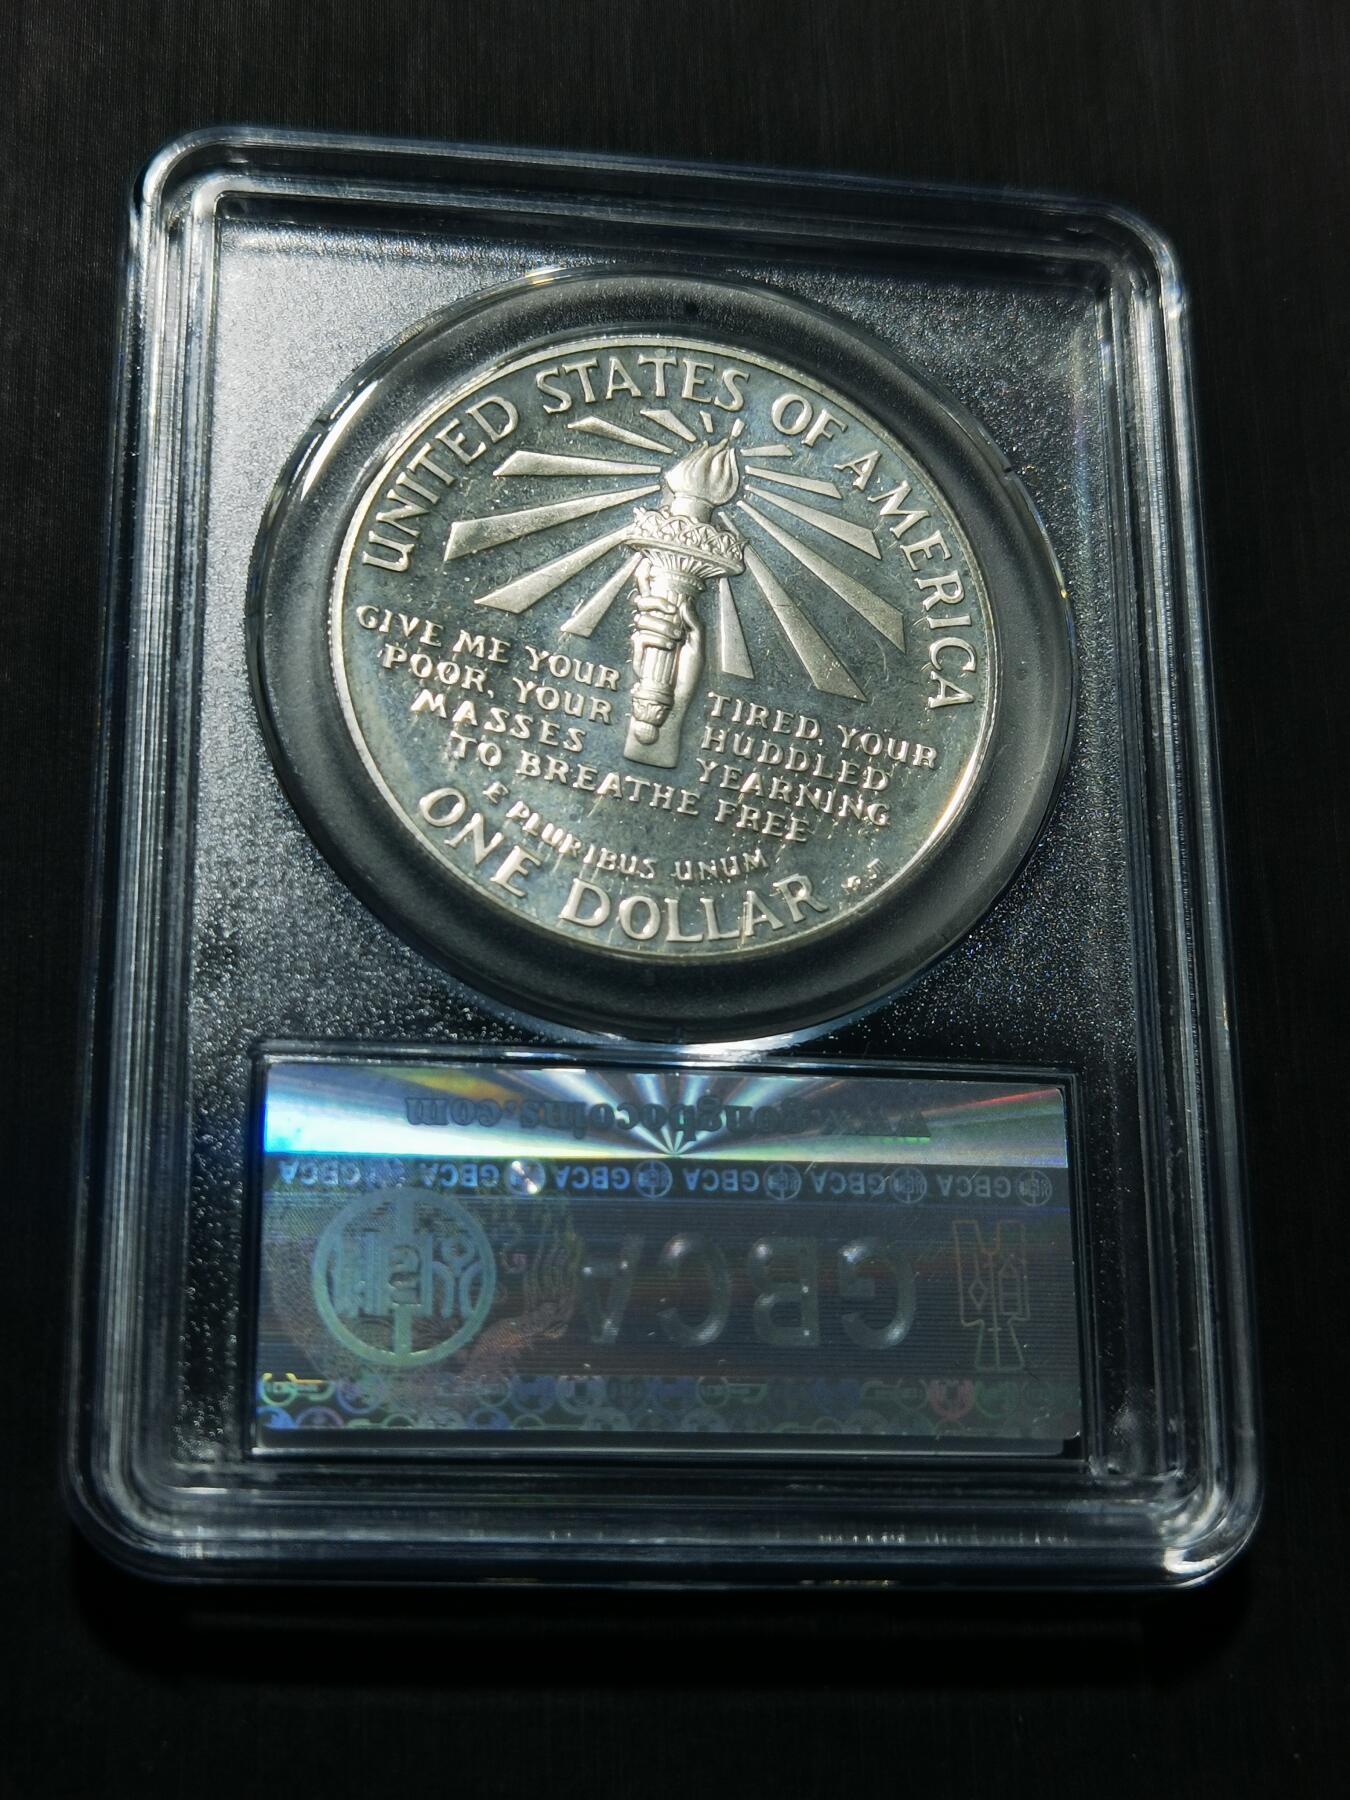 UNITED STATES OF AMERICA
GIVE ME YOUR TIRED, YOUR
POOR, YOUR HUDDLED
MASSES YEARNING
TO BREATHE FREE
E PLURIBUS UNUM
ONE DOLLAR
GBCA GBCA GBCA GBCA GBCA GBCA
GBCA